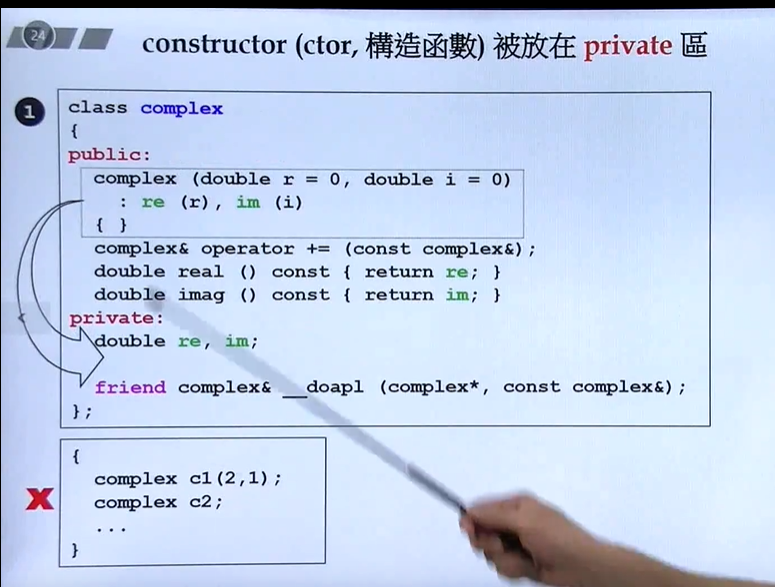 24
constructor (ctor, 構造函數) 被放在 private 區
1
class complex
{
public:
complex (double r = 0, double i = 0)
: re (r), im (i)
{ }
complex& operator += (const complex&);
double real () const { return re; }
double imag () const { return im; }
private:
double re, im;
friend complex& __doapl (complex*, const complex&);
};
{
complex c1(2,1);
complex c2;
...
}